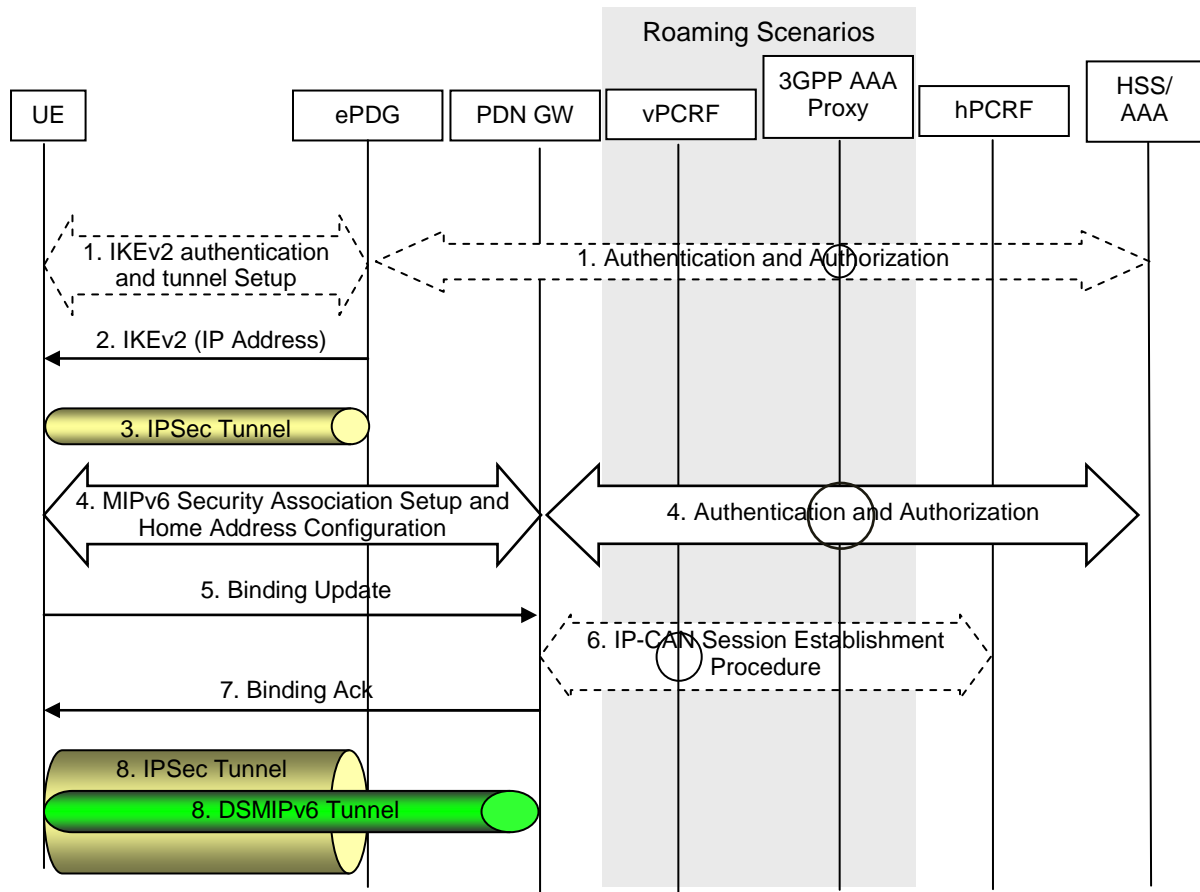 Roaming Scenarios
UE
ePDG
PDN GW
vPCRF
3GPP AAA
Proxy
hPCRF
HSS/
AAA
1. IKEv2 authentication
and tunnel Setup
1. Authentication and Authorization
2. IKEv2 (IP Address)
3. IPSec Tunnel
4. MIPv6 Security Association Setup and
Home Address Configuration
4. Authentication and Authorization
5. Binding Update
6. IP-CAN Session Establishment
Procedure
7. Binding Ack
8. IPSec Tunnel
8. DSMIPv6 Tunnel